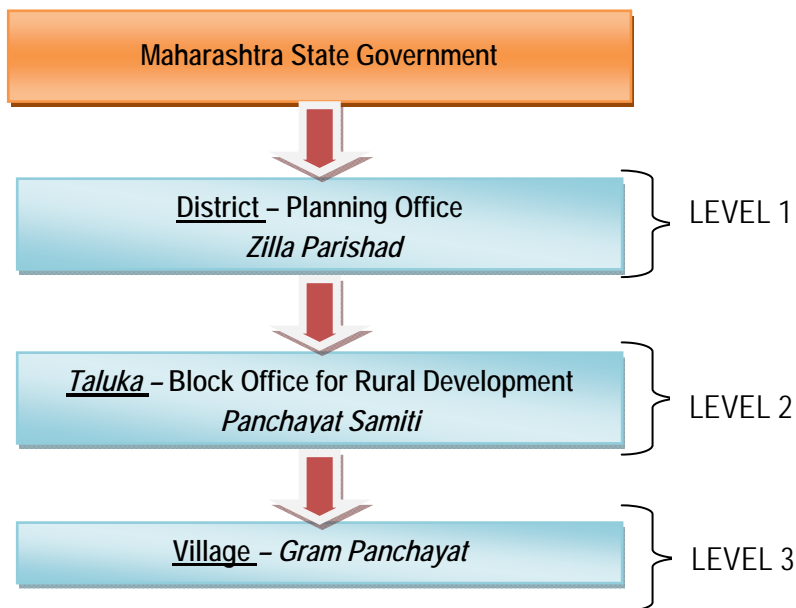 Maharashtra State Government
District – Planning Office
Zilla Parishad
LEVEL 1
Taluka – Block Office for Rural Development
Panchayat Samiti
LEVEL 2
Village – Gram Panchayat
LEVEL 3